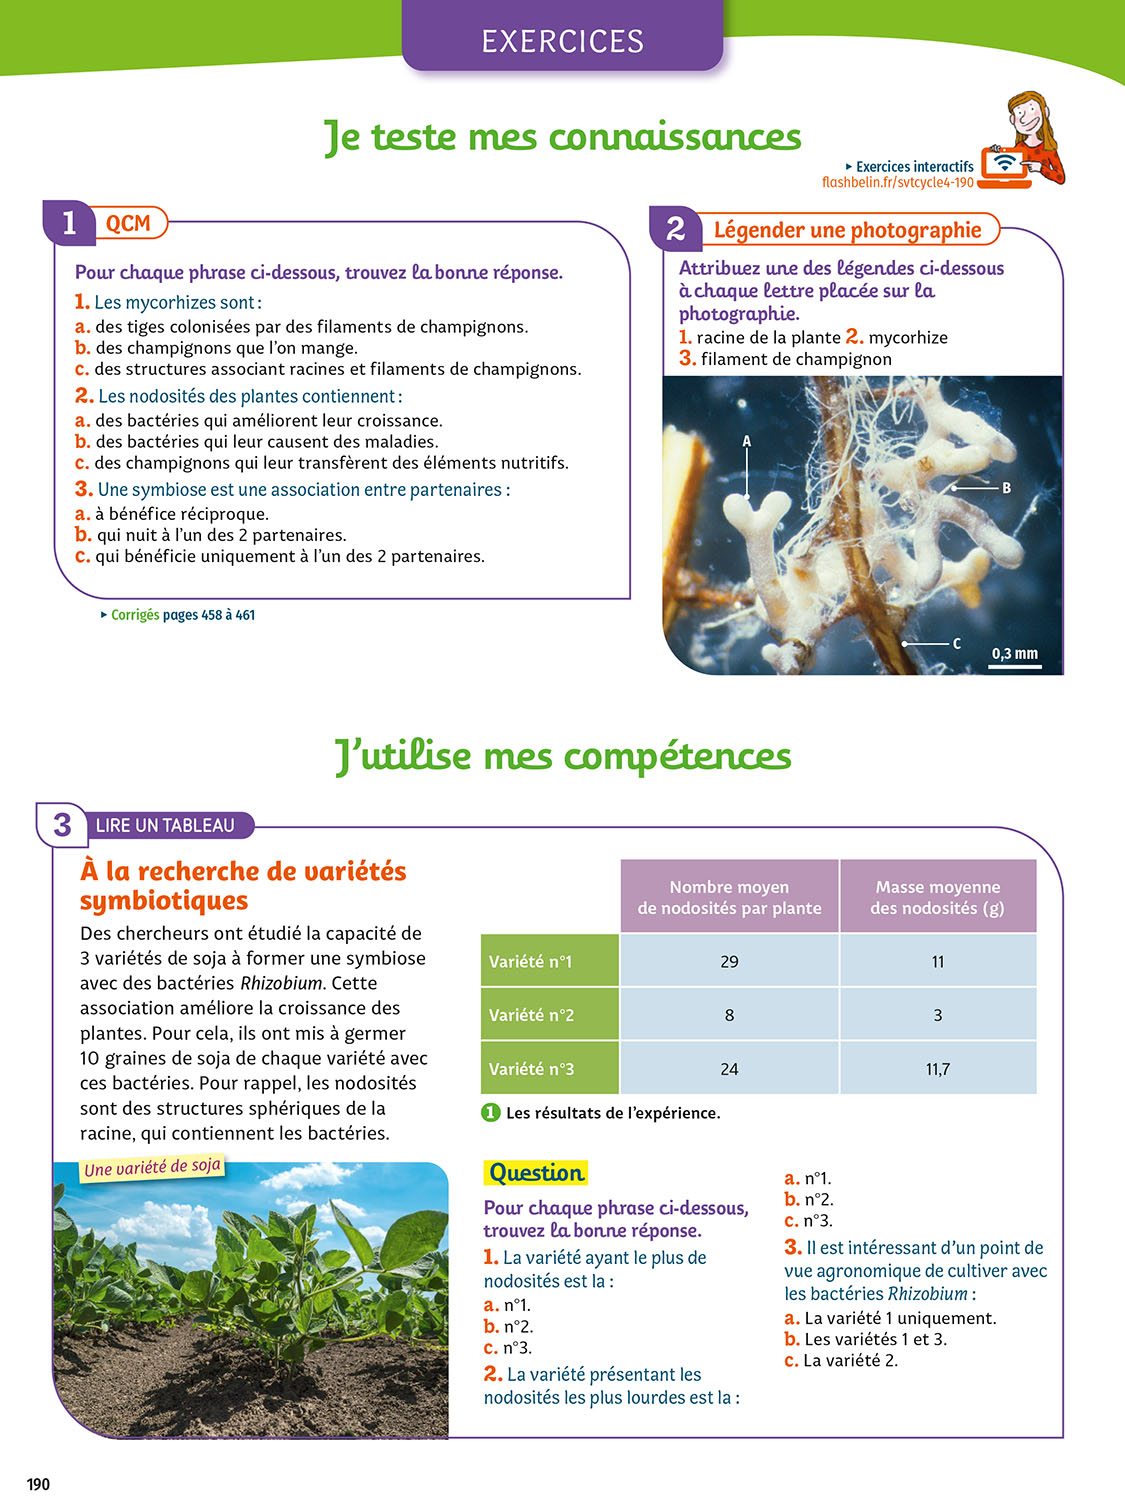 EXERCICES
Je teste mes connaissances
▸ Exercices interactifs
flashbelin.fr/svtcycle4-190
1 QCM
Pour chaque phrase ci-dessous, trouvez la bonne réponse.
1. Les mycorhizes sont :
a. des tiges colonisées par des filaments de champignons.
b. des champignons que l'on mange.
c. des structures associant racines et filaments de champignons.
2. Les nodosités des plantes contiennent :
a. des bactéries qui améliorent leur croissance.
b. des bactéries qui leur causent des maladies.
c. des champignons qui leur transfèrent des éléments nutritifs.
3. Une symbiose est une association entre partenaires :
a. à bénéfice réciproque.
b. qui nuit à l'un des 2 partenaires.
c. qui bénéficie uniquement à l'un des 2 partenaires.
▸ Corrigés pages 458 à 461
2 Légender une photographie
Attribuez une des légendes ci-dessous
à chaque lettre placée sur la
photographie.
1. racine de la plante 2. mycorhize
3. filament de champignon
A
B
C
0,3 mm
J'utilise mes compétences
3 LIRE UN TABLEAU
À la recherche de variétés
symbiotiques
Des chercheurs ont étudié la capacité de
3 variétés de soja à former une symbiose
avec des bactéries Rhizobium. Cette
association améliore la croissance des
plantes. Pour cela, ils ont mis à germer
10 graines de soja de chaque variété avec
ces bactéries. Pour rappel, les nodosités
sont des structures sphériques de la
racine, qui contiennent les bactéries.
Une variété de soja
Nombre moyen
de nodosités par plante
Masse moyenne
des nodosités (g)
Variété n°1 29 11
Variété n°2 8 3
Variété n°3 24 11,7
1 Les résultats de l'expérience.
Question
Pour chaque phrase ci-dessous,
trouvez la bonne réponse.
1. La variété ayant le plus de
nodosités est la :
a. n°1.
b. n°2.
c. n°3.
2. La variété présentant les
nodosités les plus lourdes est la :
a. n°1.
b. n°2.
c. n°3.
3. Il est intéressant d'un point de
vue agronomique de cultiver avec
les bactéries Rhizobium :
a. La variété 1 uniquement.
b. Les variétés 1 et 3.
c. La variété 2.
190